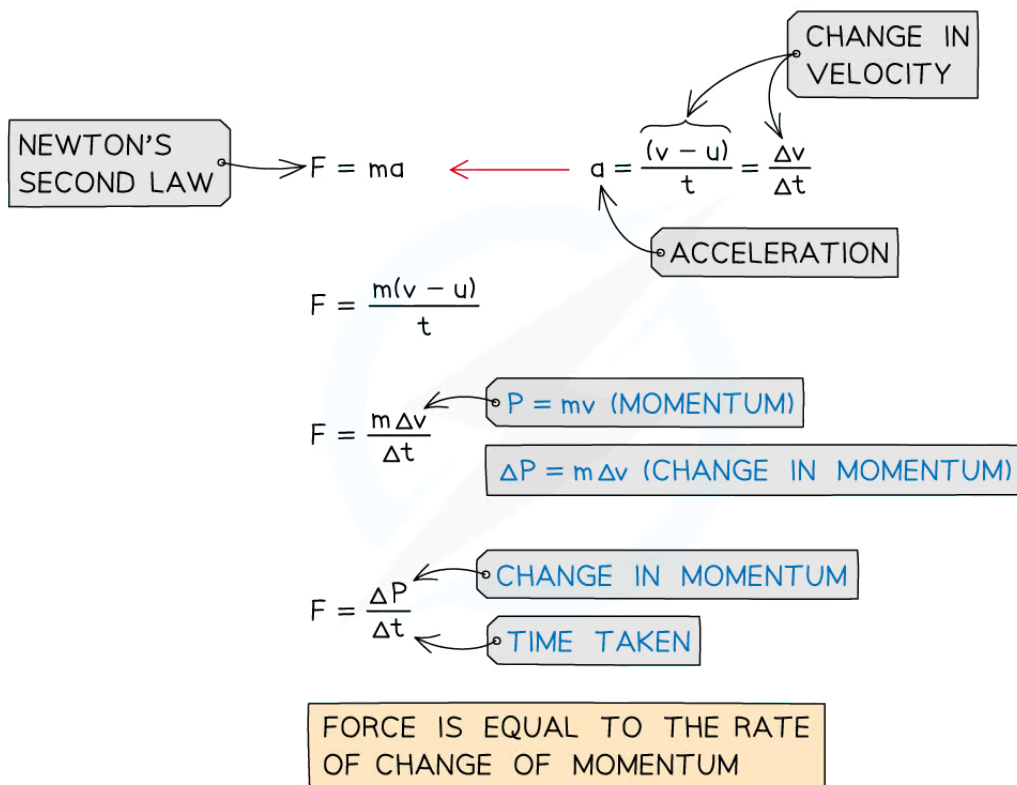 CHANGE IN
VELOCITY
NEWTON'S
SECOND LAW
F = ma
a = (v – u)/t = Δv/Δt
ACCELERATION
F = m(v – u)/t
F = mΔv/Δt
P = mv (MOMENTUM)
ΔP = mΔv (CHANGE IN MOMENTUM)
F = ΔP/Δt
CHANGE IN MOMENTUM
TIME TAKEN
FORCE IS EQUAL TO THE RATE
OF CHANGE OF MOMENTUM